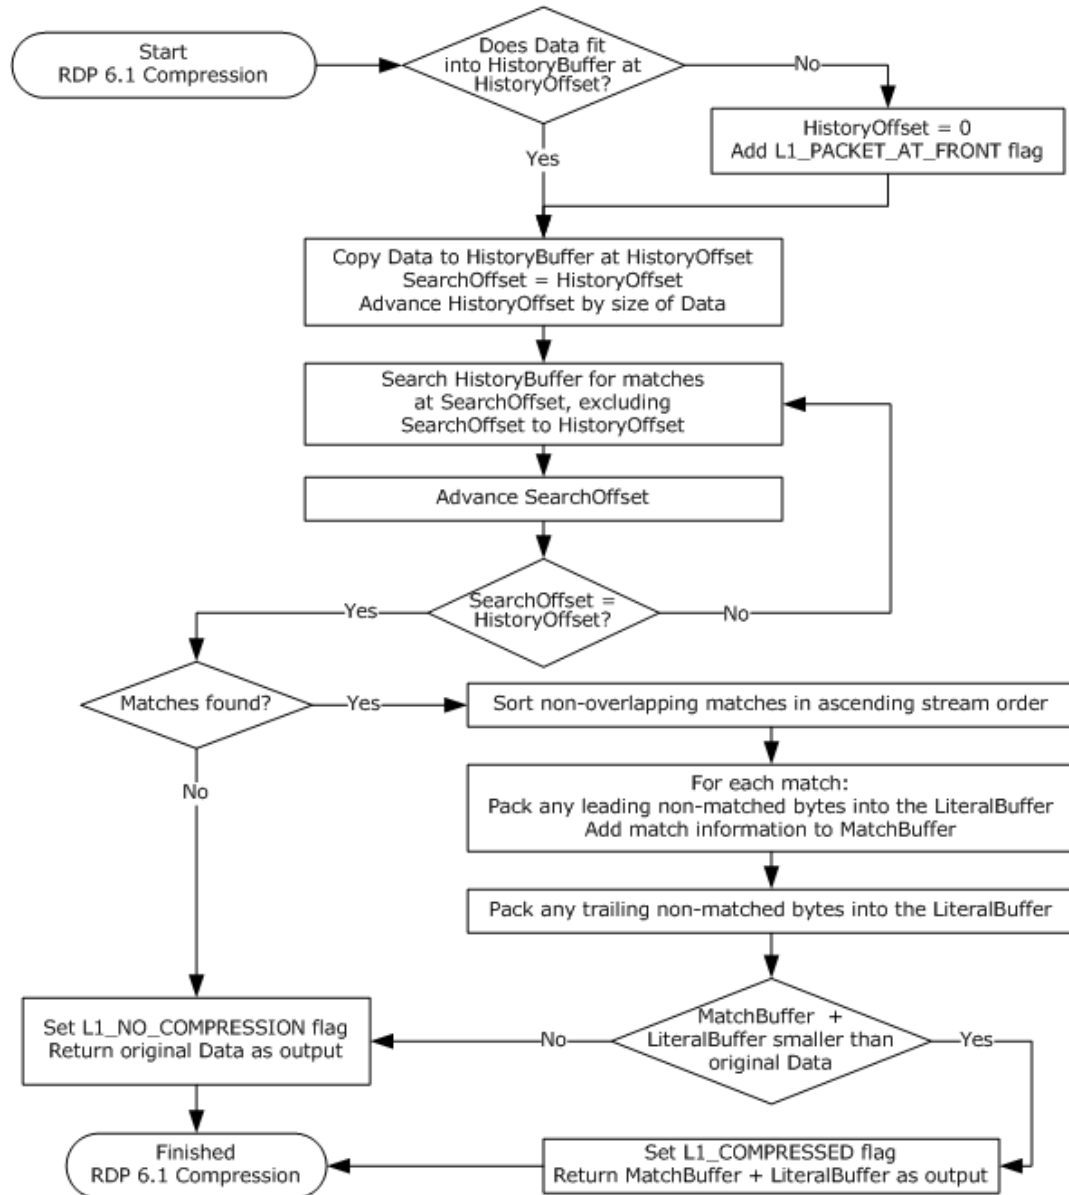 Start
RDP 6.1 Compression
Does Data fit
into HistoryBuffer at
HistoryOffset?
No
HistoryOffset = 0
Add L1_PACKET_AT_FRONT flag
Yes
Copy Data to HistoryBuffer at HistoryOffset
SearchOffset = HistoryOffset
Advance HistoryOffset by size of Data
Search HistoryBuffer for matches
at SearchOffset, excluding
SearchOffset to HistoryOffset
Advance SearchOffset
SearchOffset =
HistoryOffset?
Yes
No
Matches found?
Yes
Sort non-overlapping matches in ascending stream order
No
For each match:
Pack any leading non-matched bytes into the LiteralBuffer
Add match information to MatchBuffer
Pack any trailing non-matched bytes into the LiteralBuffer
MatchBuffer +
LiteralBuffer smaller than
original Data
No
Yes
Set L1_NO_COMPRESSION flag
Return original Data as output
Set L1_COMPRESSED flag
Return MatchBuffer + LiteralBuffer as output
Finished
RDP 6.1 Compression